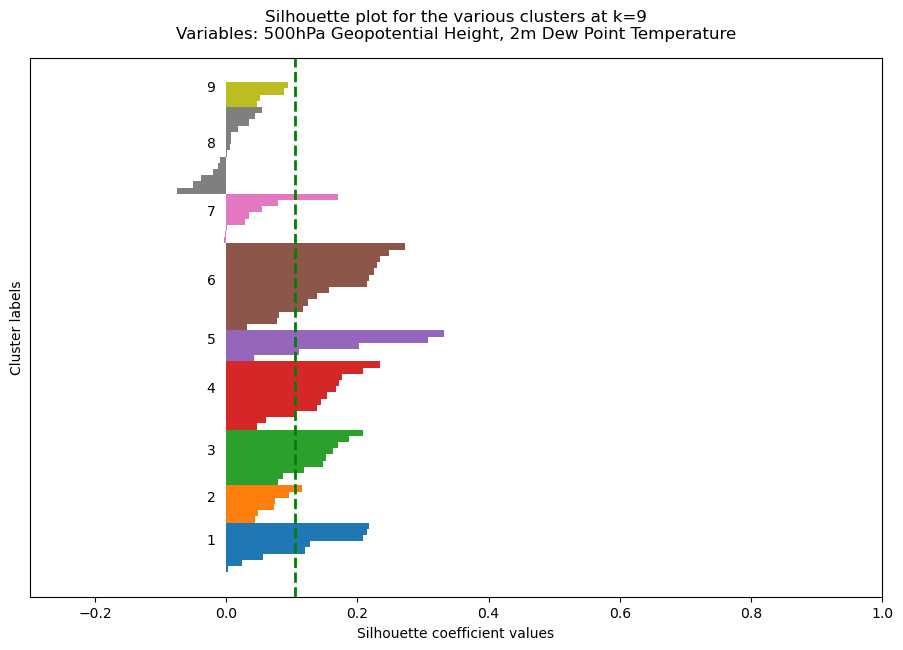 Silhouette plot for the various clusters at k=9
Variables: 500hPa Geopotential Height, 2m Dew Point Temperature
Cluster labels
9
8
7
6
5
4
3
2
1
−0.2 0.0 0.2 0.4 0.6 0.8 1.0
Silhouette coefficient values